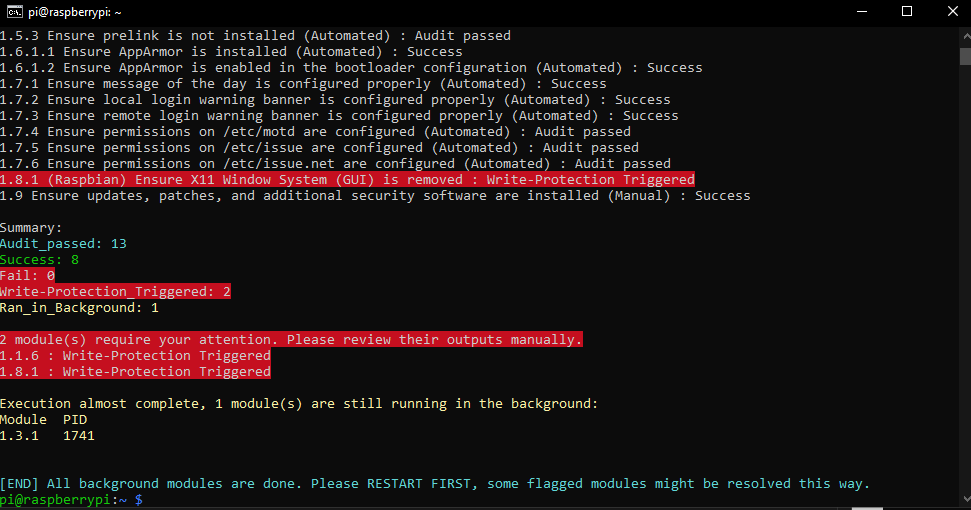 pi@raspberrypi: ~
1.5.3 Ensure prelink is not installed (Automated) : Audit passed
1.6.1.1 Ensure AppArmor is installed (Automated) : Success
1.6.1.2 Ensure AppArmor is enabled in the bootloader configuration (Automated) : Success
1.7.1 Ensure message of the day is configured properly (Automated) : Success
1.7.2 Ensure local login warning banner is configured properly (Automated) : Success
1.7.3 Ensure remote login warning banner is configured properly (Automated) : Success
1.7.4 Ensure permissions on /etc/motd are configured (Automated) : Audit passed
1.7.5 Ensure permissions on /etc/issue are configured (Automated) : Audit passed
1.7.6 Ensure permissions on /etc/issue.net are configured (Automated) : Audit passed
1.8.1 (Raspbian) Ensure X11 Window System (GUI) is removed : Write-Protection Triggered
1.9 Ensure updates, patches, and additional security software are installed (Manual) : Success
Summary:
Audit_passed: 13
Success: 8
Fail: 0
Write-Protection_Triggered: 2
Ran_in_Background: 1
2 module(s) require your attention. Please review their outputs manually.
1.1.6 : Write-Protection Triggered
1.8.1 : Write-Protection Triggered
Execution almost complete, 1 module(s) are still running in the background:
Module  PID
1.3.1   1741
[END] All background modules are done. Please RESTART FIRST, some flagged modules might be resolved this way.
pi@raspberrypi:~ $